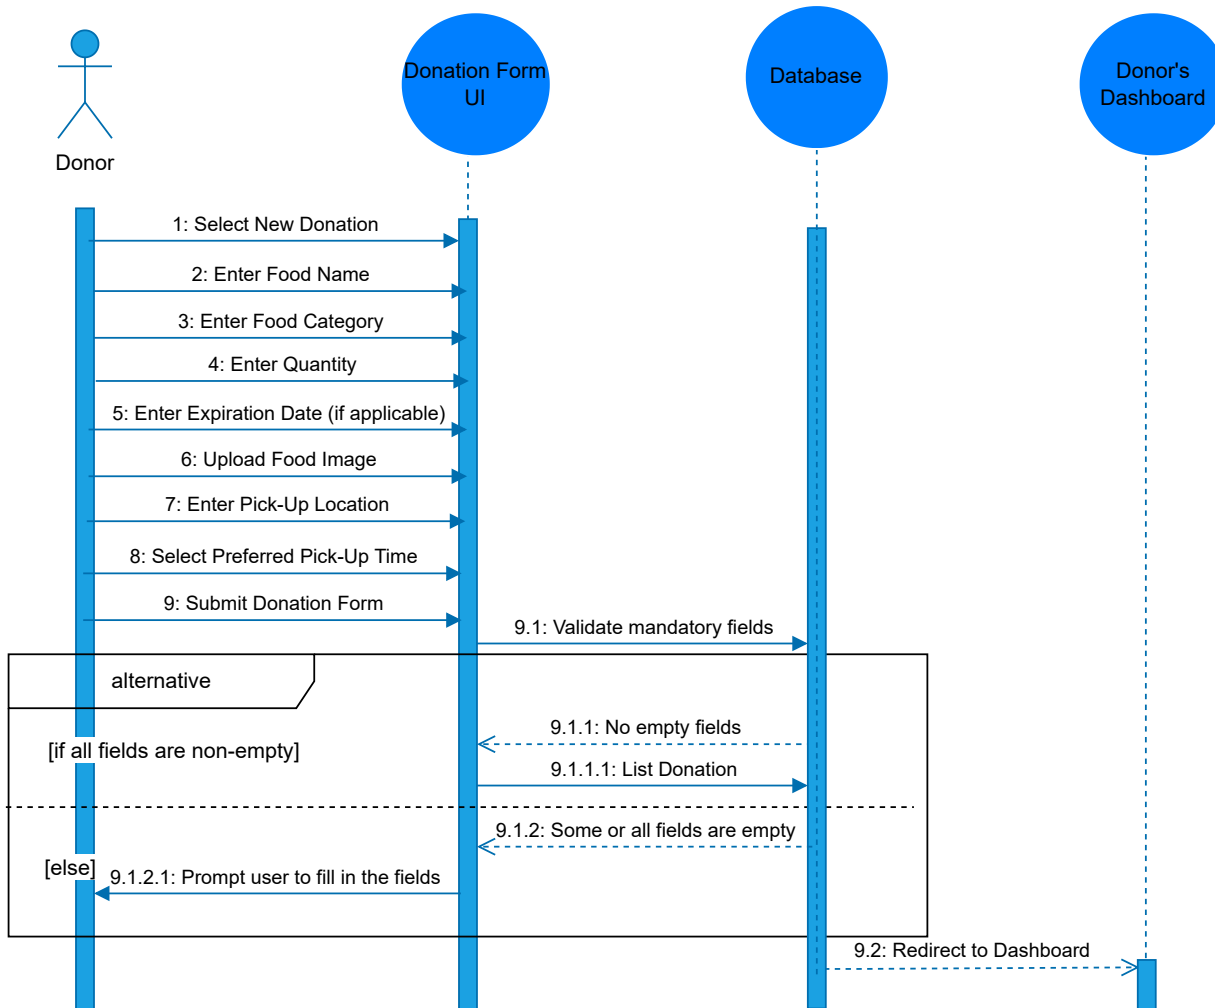 Donation Form
UI
Database
Donor's
Dashboard
Donor
1: Select New Donation
2: Enter Food Name
3: Enter Food Category
4: Enter Quantity
5: Enter Expiration Date (if applicable)
6: Upload Food Image
7: Enter Pick-Up Location
8: Select Preferred Pick-Up Time
9: Submit Donation Form
9.1: Validate mandatory fields
alternative
9.1.1: No empty fields
[if all fields are non-empty]
9.1.1.1: List Donation
9.1.2: Some or all fields are empty
[else]
9.1.2.1: Prompt user to fill in the fields
9.2: Redirect to Dashboard